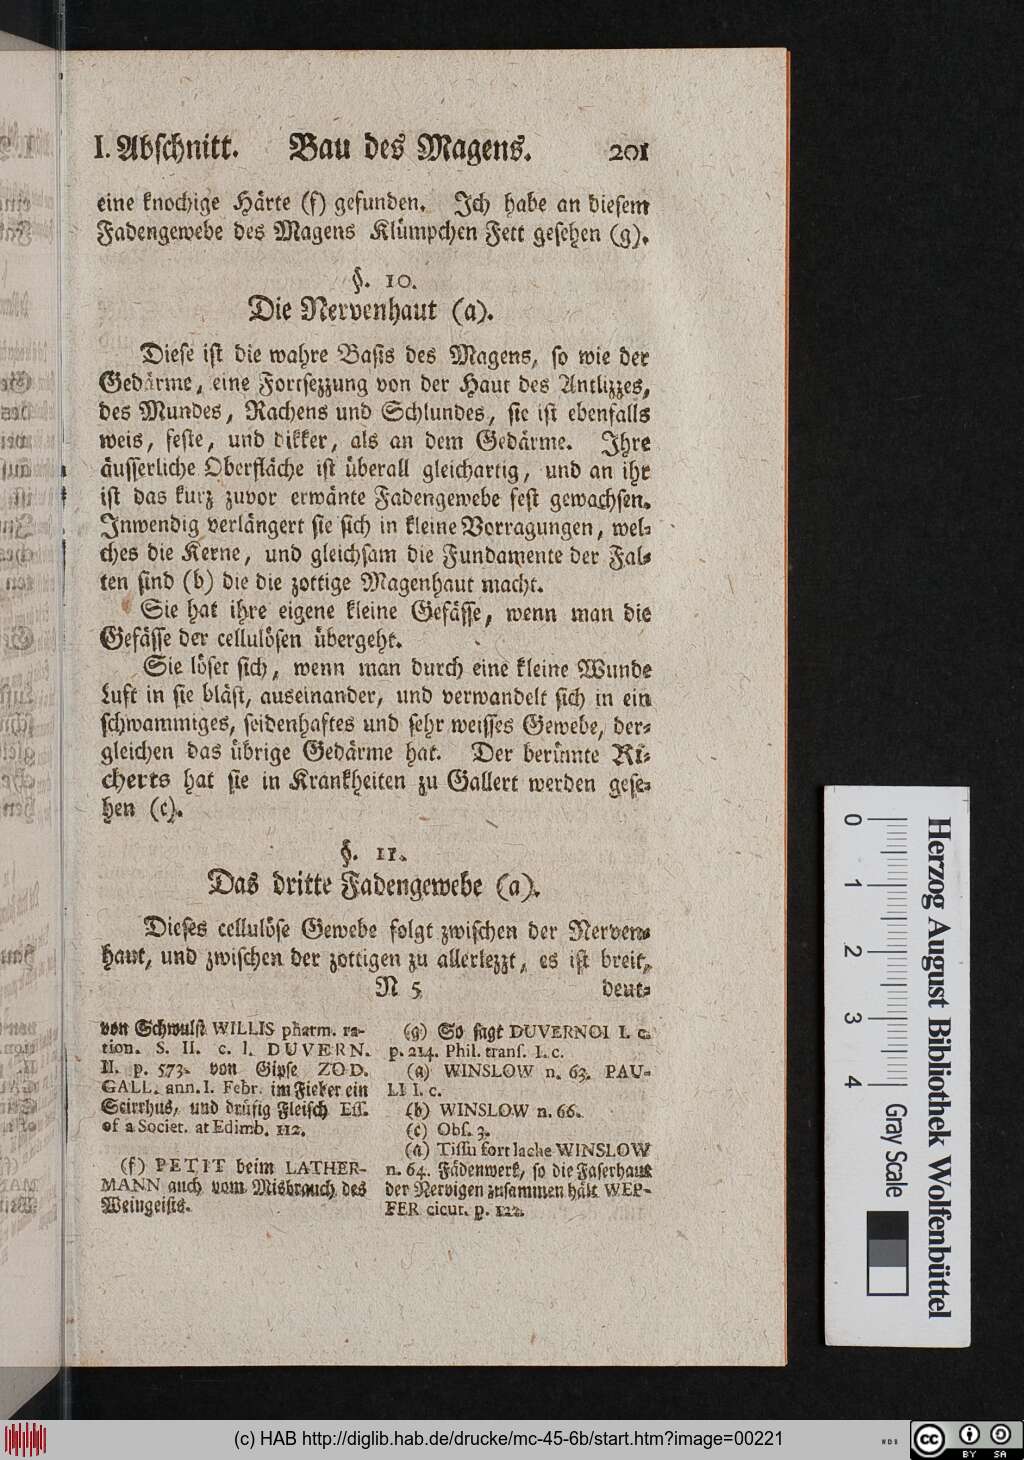 I. Abschnitt. Bau des Magens. 201
eine knochige Härte (f) gefunden. Ich habe an diesem
Fadengewebe des Magens Klümpchen Fett gesehen (g).
§. 10.
Die Nervenhaut (a).
Diese ist die wahre Basis des Magens, so wie der
Gedärme, eine Fortsezzung von der Haut des Antlizzes,
des Mundes, Rachens und Schlundes, sie ist ebenfalls
weis, feste, und dikker, als an dem Gedärme. Ihre
äusserliche Oberfläche ist überall gleichartig, und an ihr
ist das kurz zuvor erwänte Fadengewebe fest gewachsen.
Inwendig verlängert sie sich in kleine Vorragungen, wel-
ches die Kerne, und gleichsam die Fundamente der Fal-
ten sind (b) die die zottige Magenhaut macht.
Sie hat ihre eigene kleine Gefässe, wenn man die
Gefässe der cellulösen übergeht.
Sie löset sich, wenn man durch eine kleine Wunde
Luft in sie bläst, auseinander, und verwandelt sich in ein
schwammiges, seidenhaftes und sehr weisses Gewebe, der-
gleichen das übrige Gedärme hat. Der berümte Ri-
cherts hat sie in Krankheiten zu Gallert werden gese-
hen (c).
§. 11.
Das dritte Fadengewebe (a).
Dieses cellulöse Gewebe folgt zwischen der Nerven-
haut, und zwischen der zottigen zu allerlezzt, es ist breit,
N 5 deut-
von Schwulst WILLIS pharm. ra-
tion. S. II. c. I. DUVERN.
II. p. 573. von Gipse ZOD.
GALL. ann. I. Febr. im Fieber ein
Scirrhus, und drüsig Fleisch Ess.
of a Societ. at Edimb. 112.
(f) PETIT beim LATHER-
MANN auch vom Misbrauch des
Weingeists.
(g) So sagt DUVERNOI I. c.
p. 214. Phil. trans. I. c.
(a) WINSLOW n. 63. PAU-
LI l. c.
(b) WINSLOW n. 66.
(c) Obs. 3.
(a) Tissu fort lache WINSLOW
n. 64. Fädenwerk, so die Faserhaut
der Nervigen zusammen hält WEP-
FER cicut. p. 122.
Herzog August Bibliothek Wolfenbüttel
0 1 2 3 4 Gray Scale
(c) HAB http://diglib.hab.de/drucke/mc-45-6b/start.htm?image=00221
cc BY SA